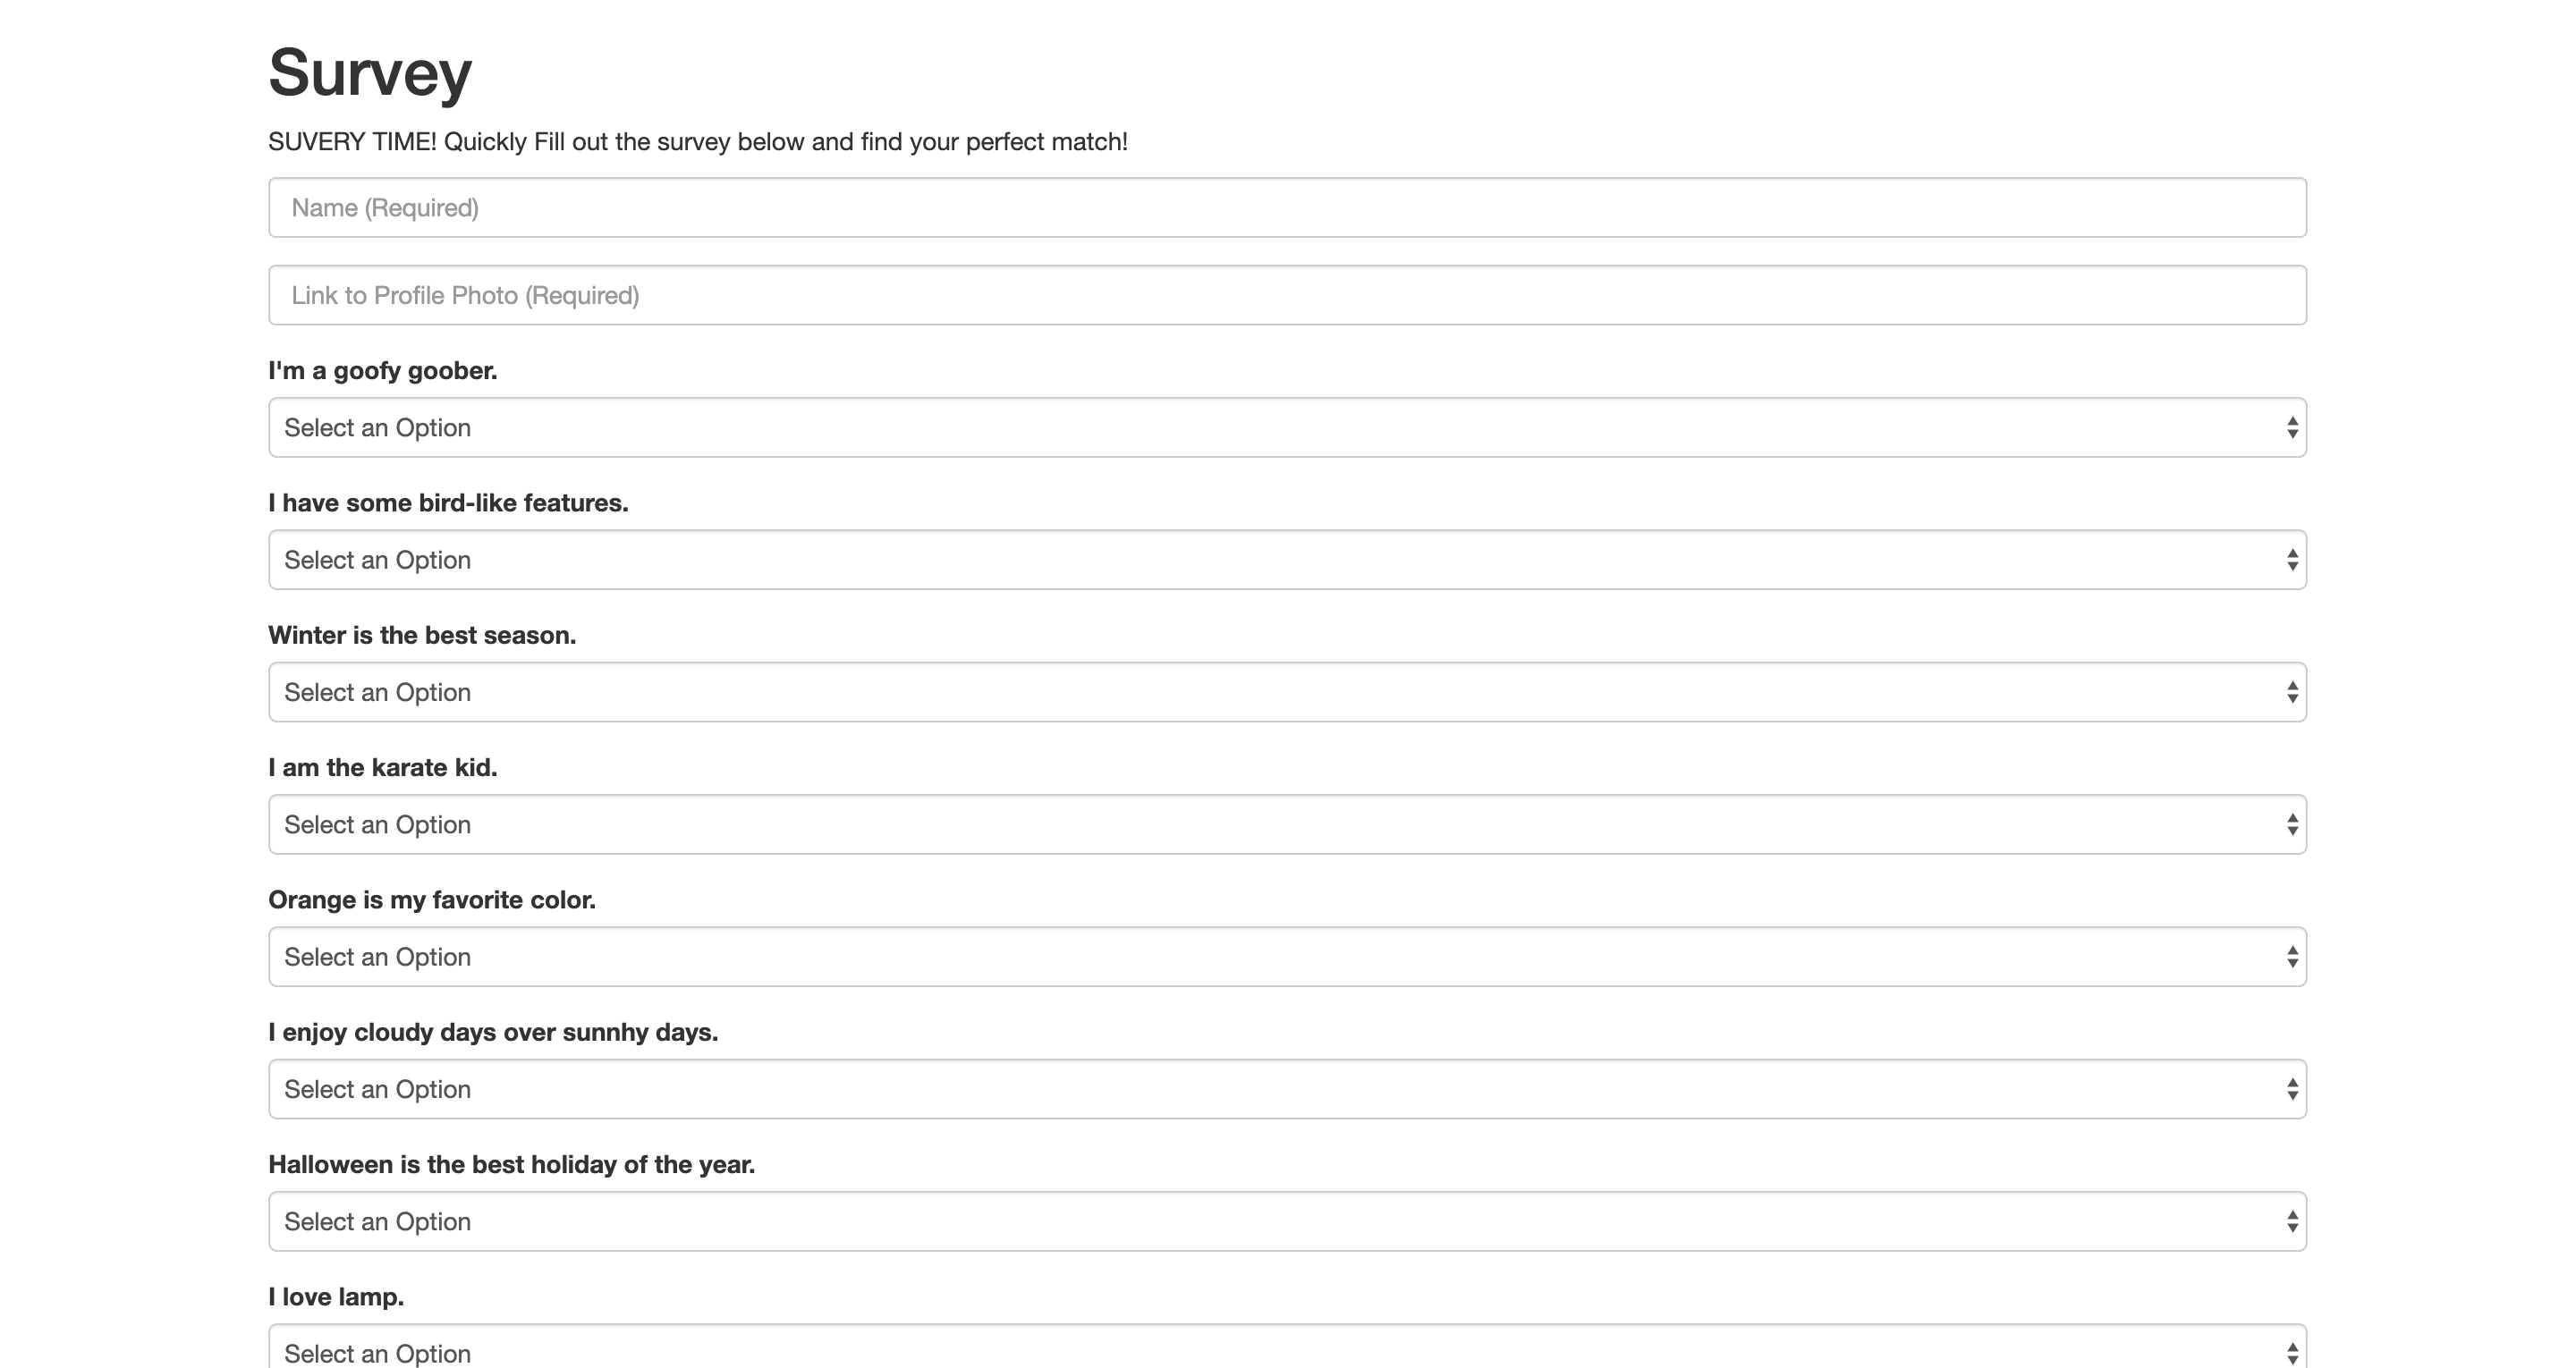 Survey
SUVERY TIME! Quickly Fill out the survey below and find your perfect match!
Name (Required)
Link to Profile Photo (Required)
I'm a goofy goober.
Select an Option
I have some bird-like features.
Select an Option
Winter is the best season.
Select an Option
I am the karate kid.
Select an Option
Orange is my favorite color.
Select an Option
I enjoy cloudy days over sunnhy days.
Select an Option
Halloween is the best holiday of the year.
Select an Option
I love lamp.
Select an Option